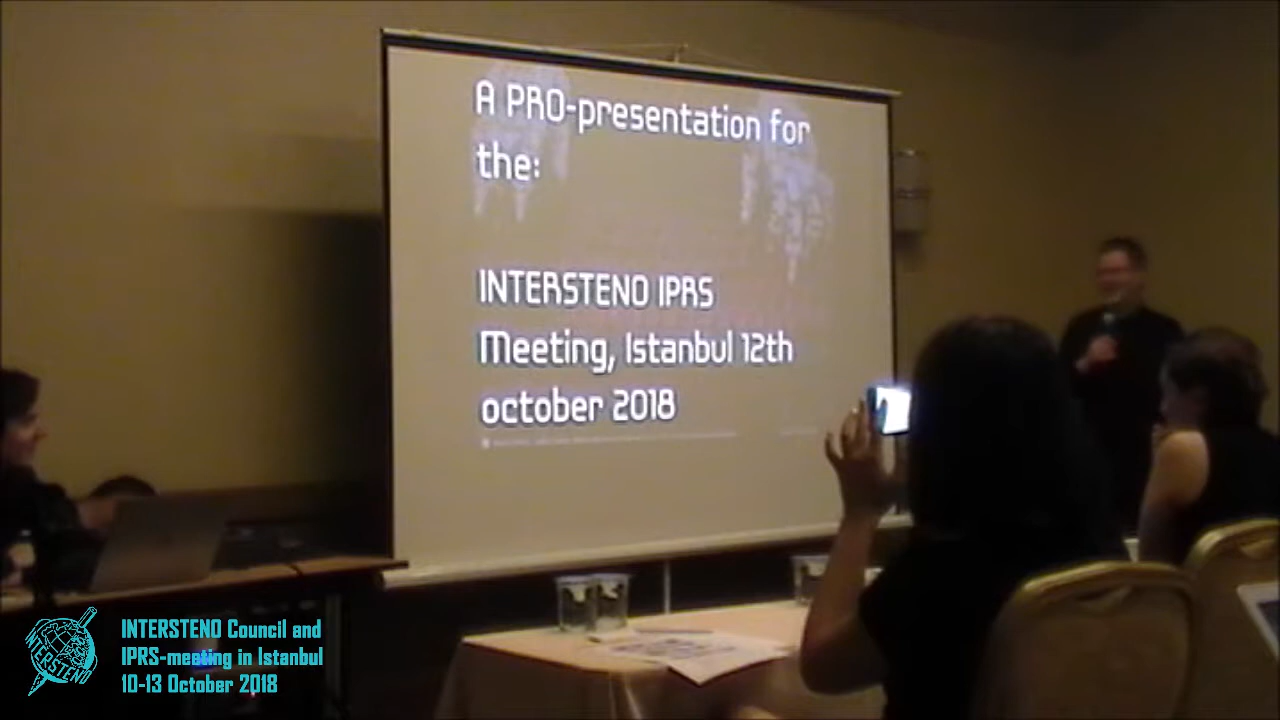 A PRO-presentation for
the:
INTERSTENO IPRS
Meeting, Istanbul 12th
october 2018
INTERSTENO
INTERSTENO Council and
IPRS-meeting in Istanbul
10-13 October 2018